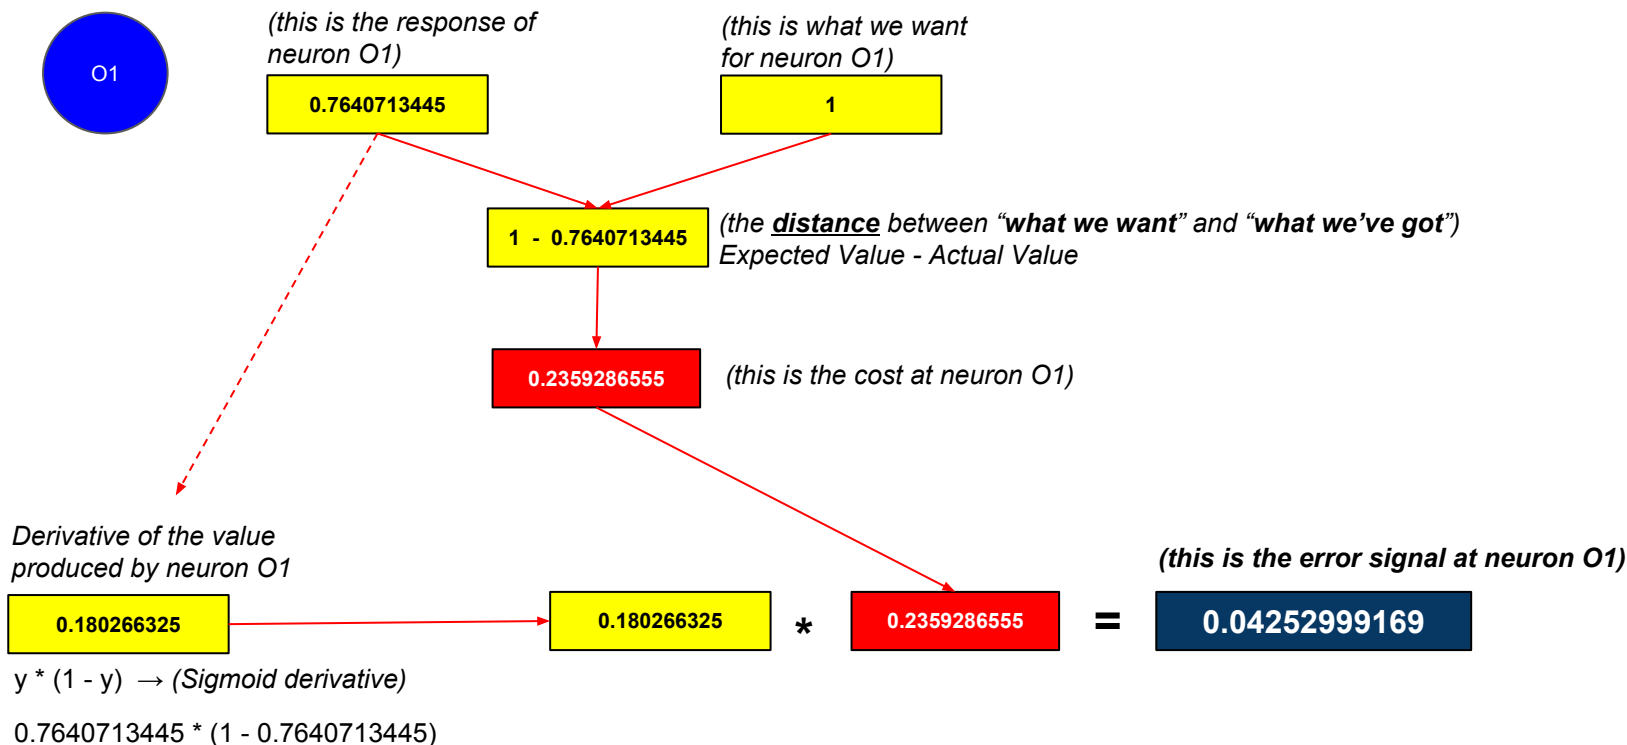 O1
(this is the response of
neuron O1)
0.7640713445
(this is what we want
for neuron O1)
1
1 - 0.7640713445
(the distance between “what we want” and “what we’ve got”)
Expected Value - Actual Value
0.2359286555
(this is the cost at neuron O1)
Derivative of the value
produced by neuron O1
0.180266325
y * (1 - y) → (Sigmoid derivative)
0.7640713445 * (1 - 0.7640713445)
0.180266325
*
0.2359286555
=
(this is the error signal at neuron O1)
0.04252999169